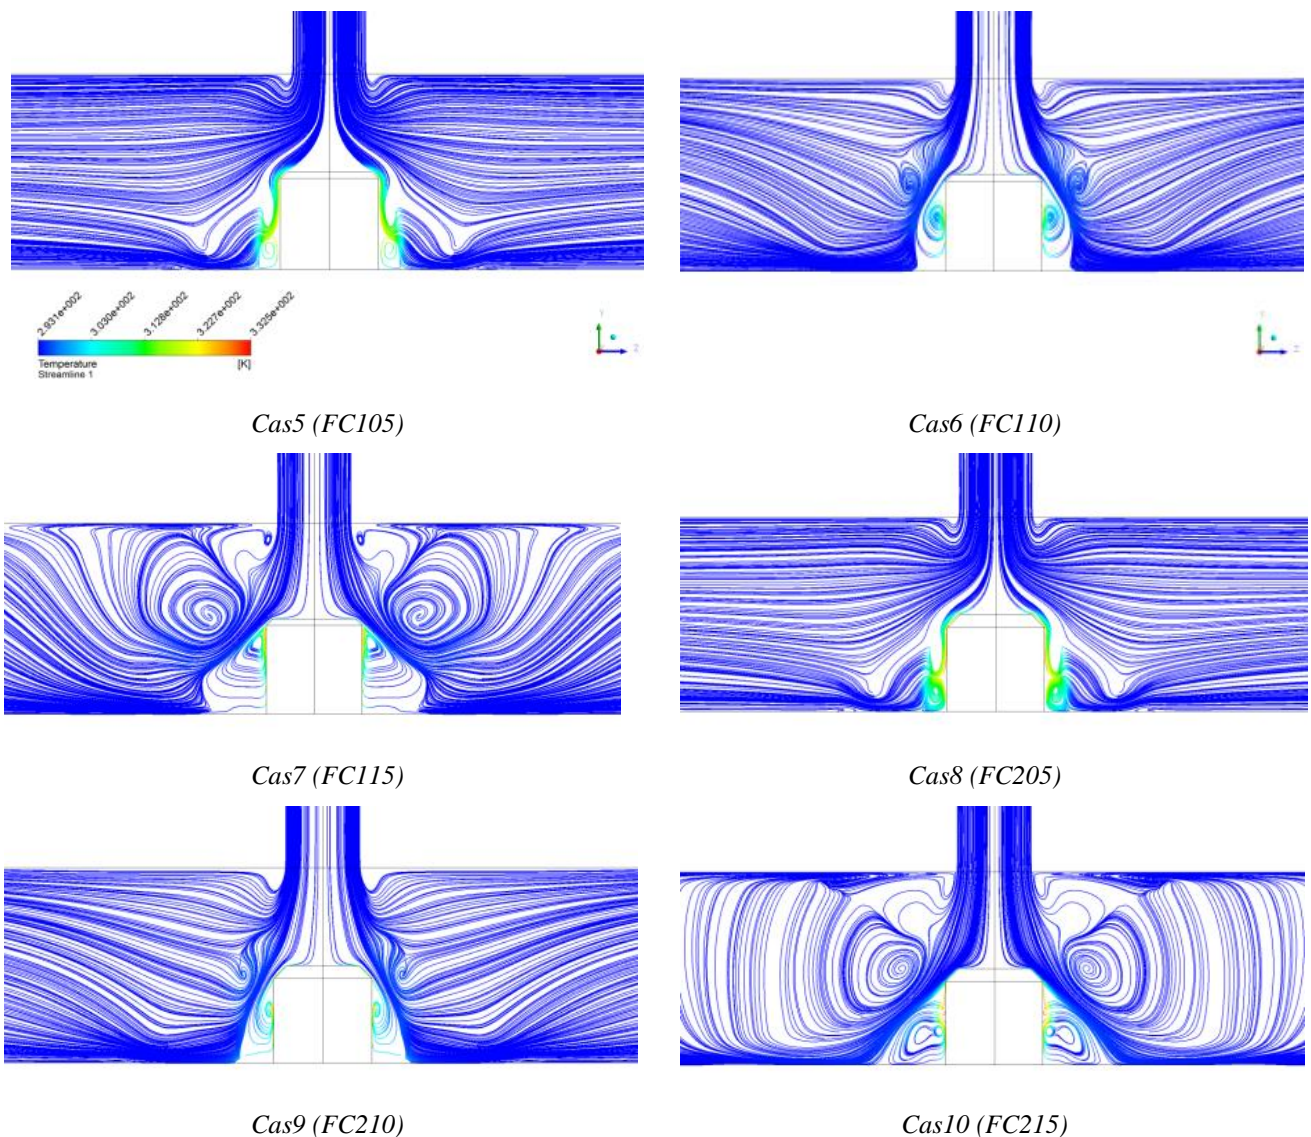 2.931e+002
3.030e+002
3.128e+002
3.227e+002
3.325e+002
Temperature
[K]
Streamline 1
Y
Z
Cas5 (FC105)
Cas6 (FC110)
Cas7 (FC115)
Cas8 (FC205)
Cas9 (FC210)
Cas10 (FC215)